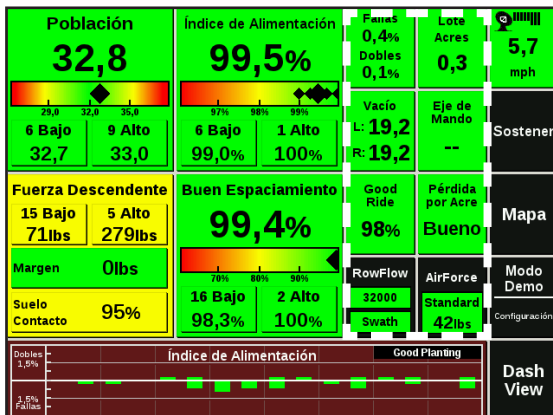 Población
32,8
29,0 32,0 35,0
6 Bajo 9 Alto
32,7 33,0
Índice de Alimentación
99,5%
97% 98% 99%
6 Bajo 1 Alto
99,0% 100%
Fallas
0,4%
Dobles
0,1%
Lote
Acres
0,3
5,7
mph
Vacío
L: 19,2
R: 19,2
Eje de
Mando
--
Sostener
Fuerza Descendente
15 Bajo 5 Alto
71lbs 279lbs
Margen 0lbs
Suelo
Contacto 95%
Buen Espaciamiento
99,4%
70% 80% 90%
16 Bajo 2 Alto
98,3% 100%
Good
Ride
98%
Pérdida
por Acre
Bueno
Mapa
RowFlow
32000
Swath
AirForce
Standard
42lbs
Modo
Demo
Configuración
Índice de Alimentación
Good Planting
Dobles
1,5%
1,5%
Fallas
Dash
View